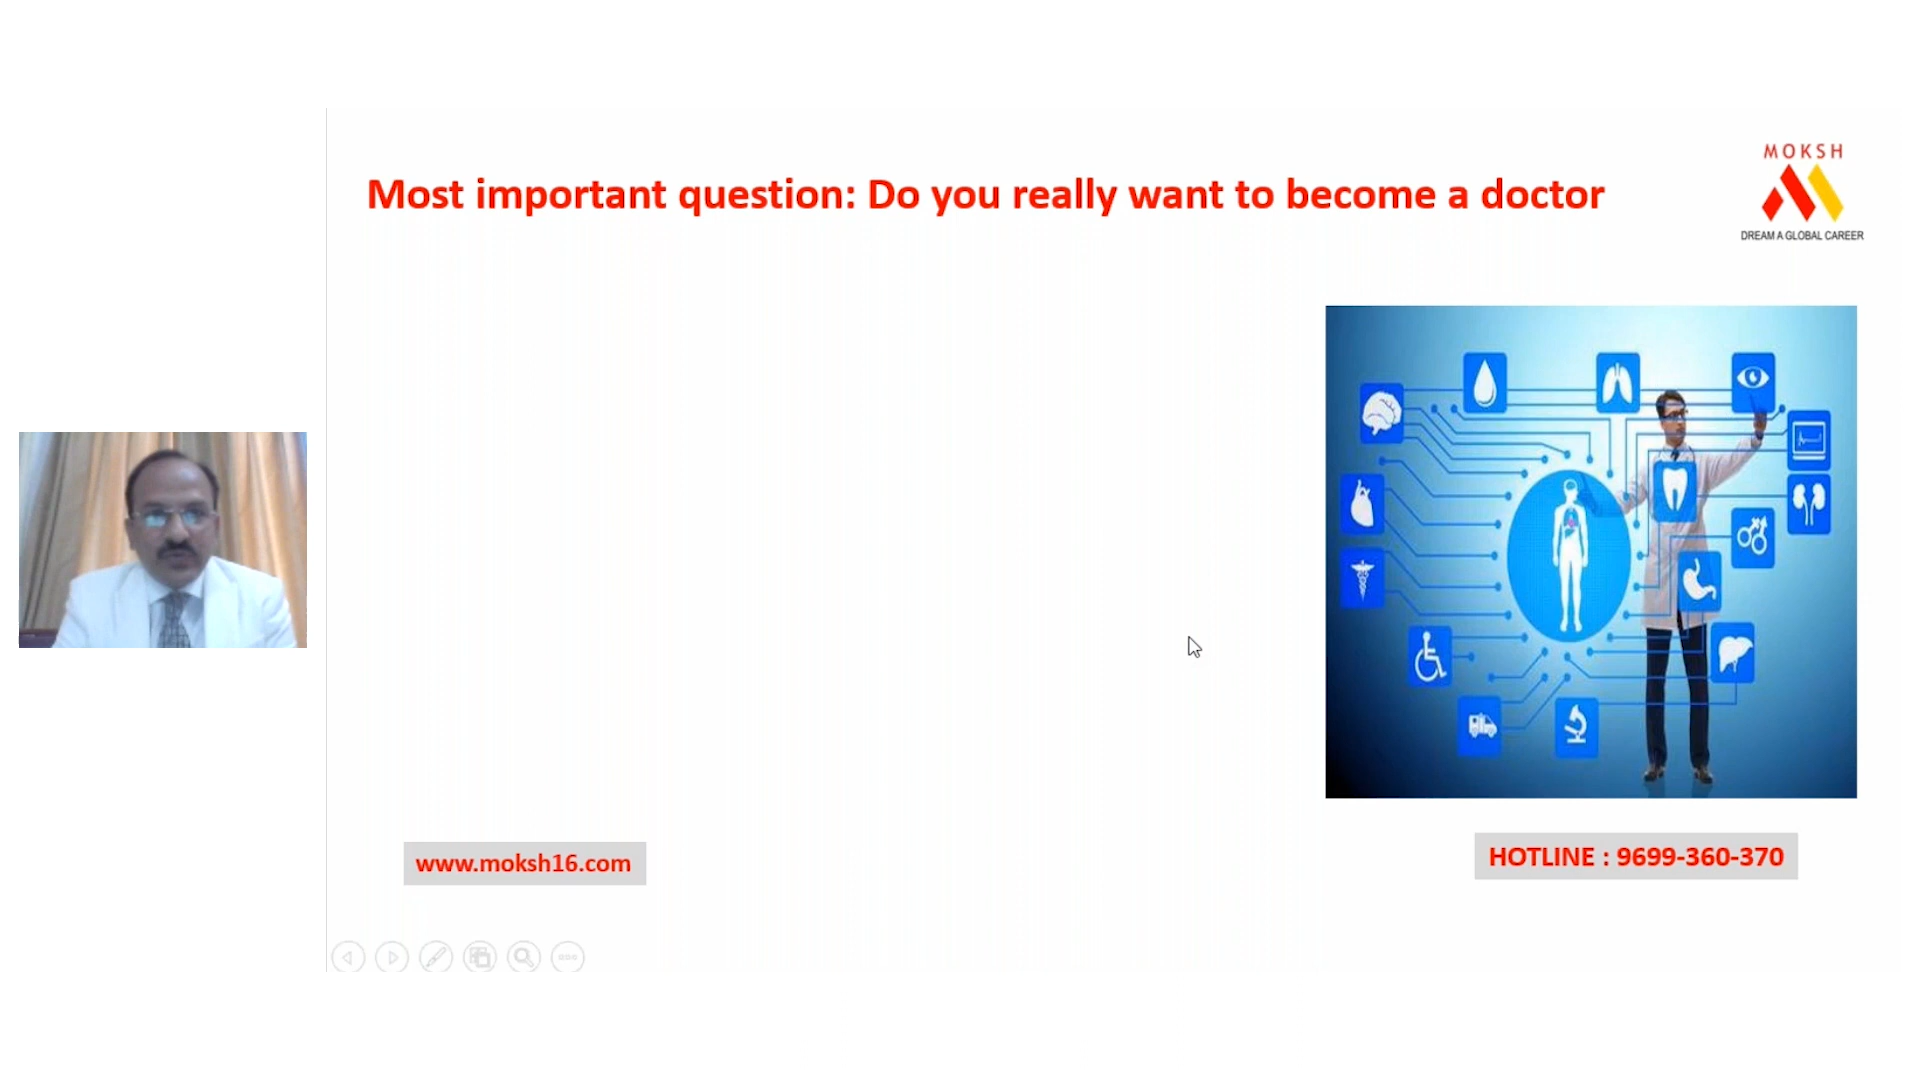 Most important question: Do you really want to become a doctor
MOKSH
DREAM A GLOBAL CAREER
www.moksh16.com
HOTLINE : 9699-360-370